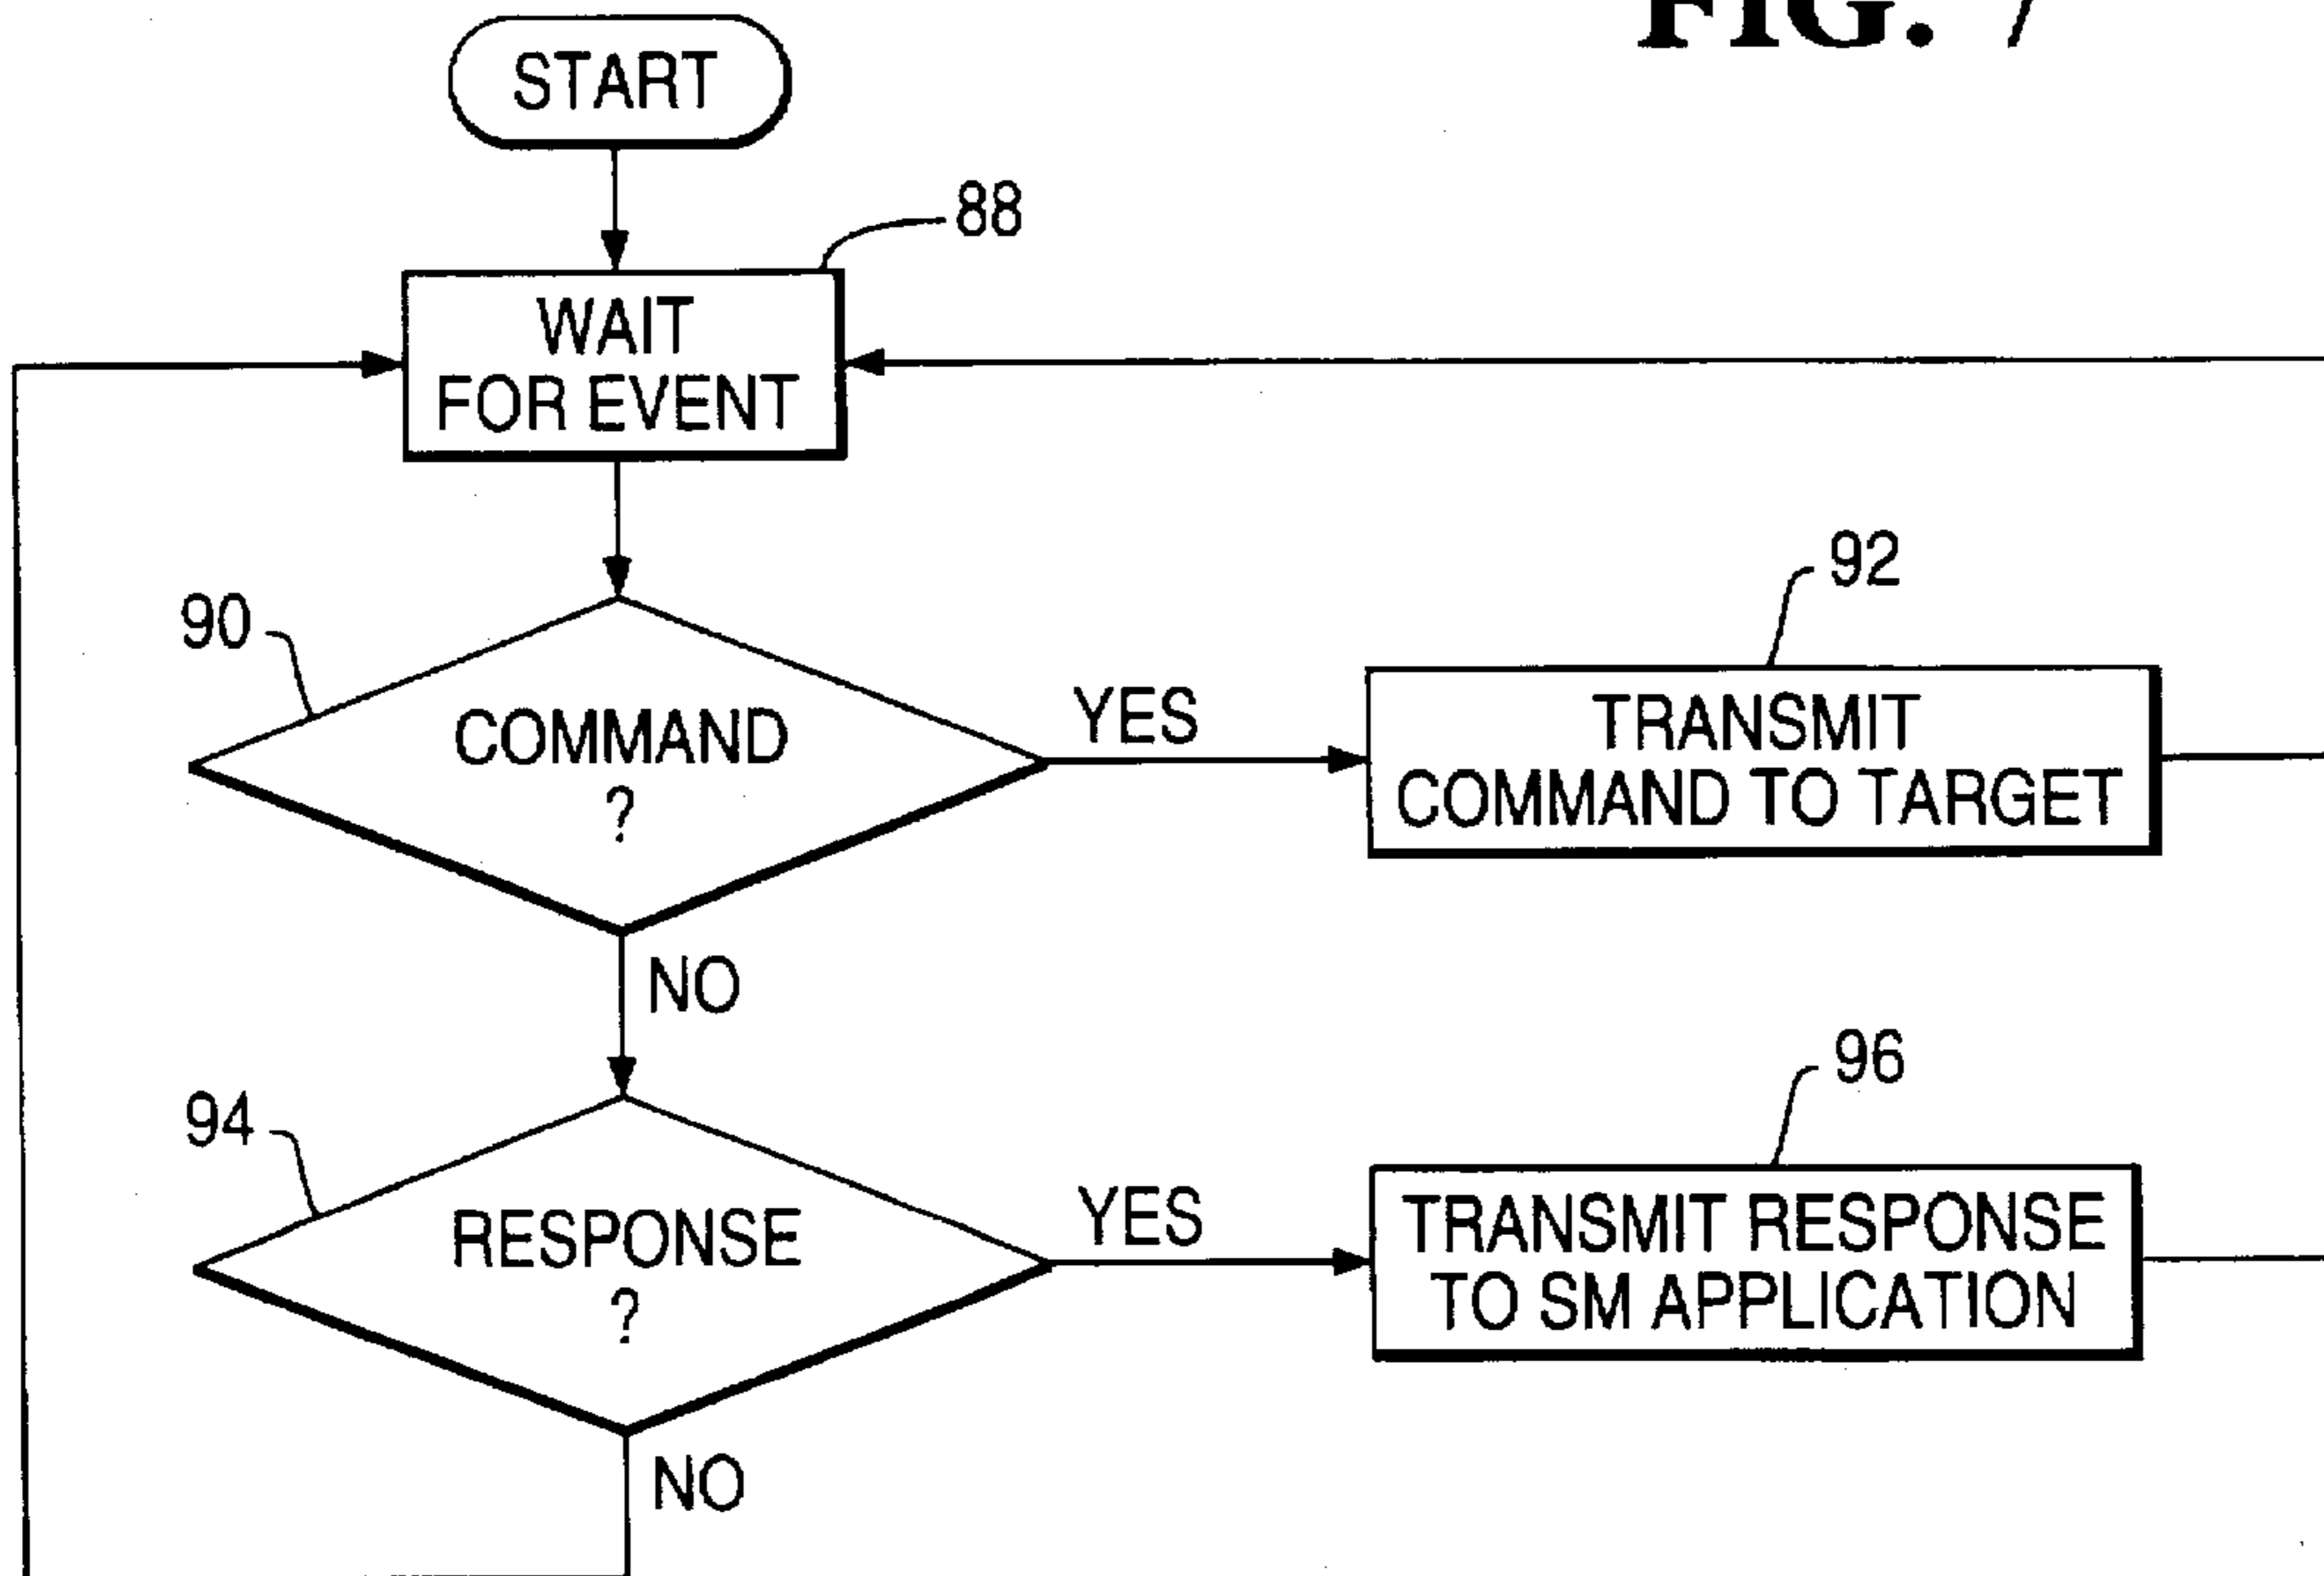 FIG. 7
START
88
WAIT
FOR EVENT
92
90
COMMAND
?
YES
TRANSMIT
COMMAND TO TARGET
NO
96
94
RESPONSE
?
YES
TRANSMIT RESPONSE
TO SM APPLICATION
NO